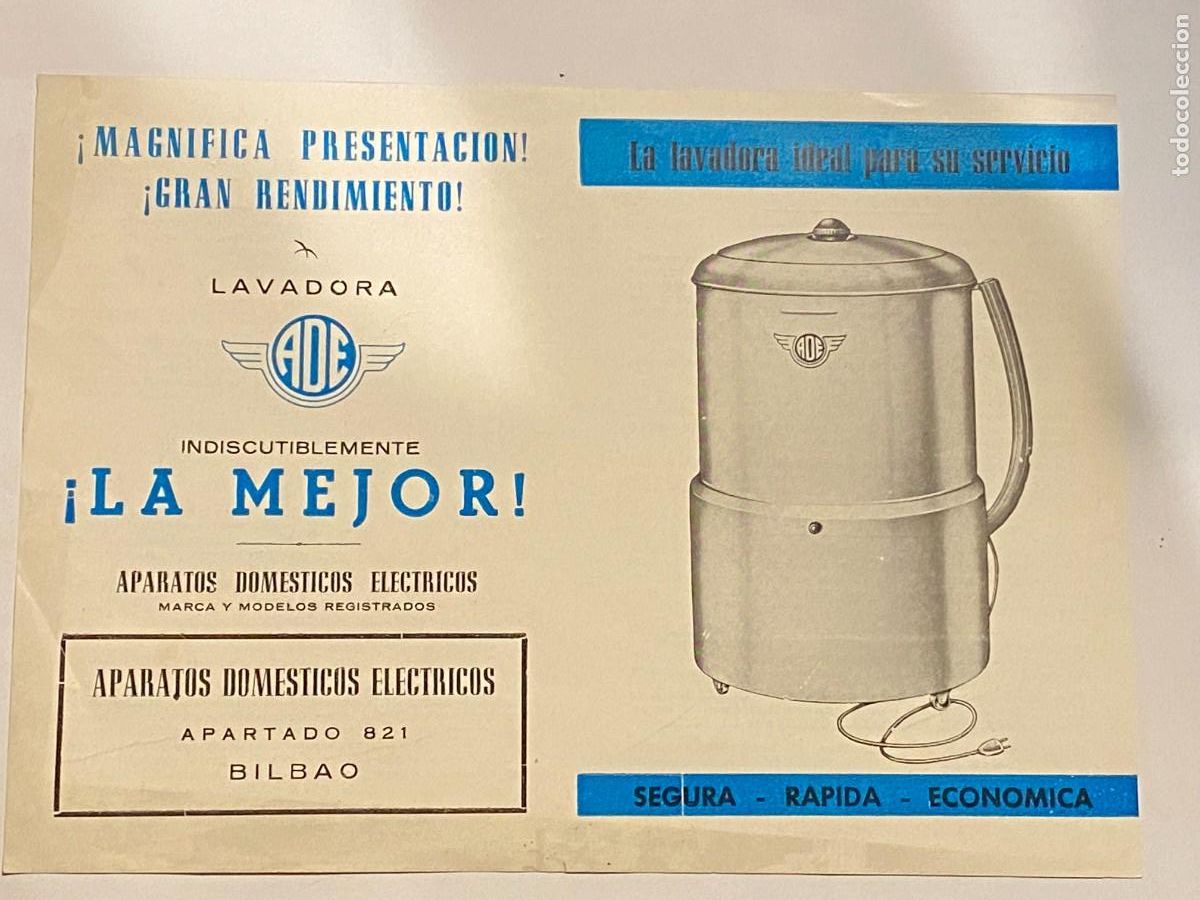 ¡MAGNIFICA PRESENTACION!
¡GRAN RENDIMIENTO!
LAVADORA
ADE
INDISCUTIBLEMENTE
¡LA MEJOR!
APARATOS DOMESTICOS ELECTRICOS
MARCA Y MODELOS REGISTRADOS
APARATOS DOMESTICOS ELECTRICOS
APARTADO 821
BILBAO
La lavadora ideal para su servicio
ADE
SEGURA - RAPIDA - ECONOMICA
todocoleccion